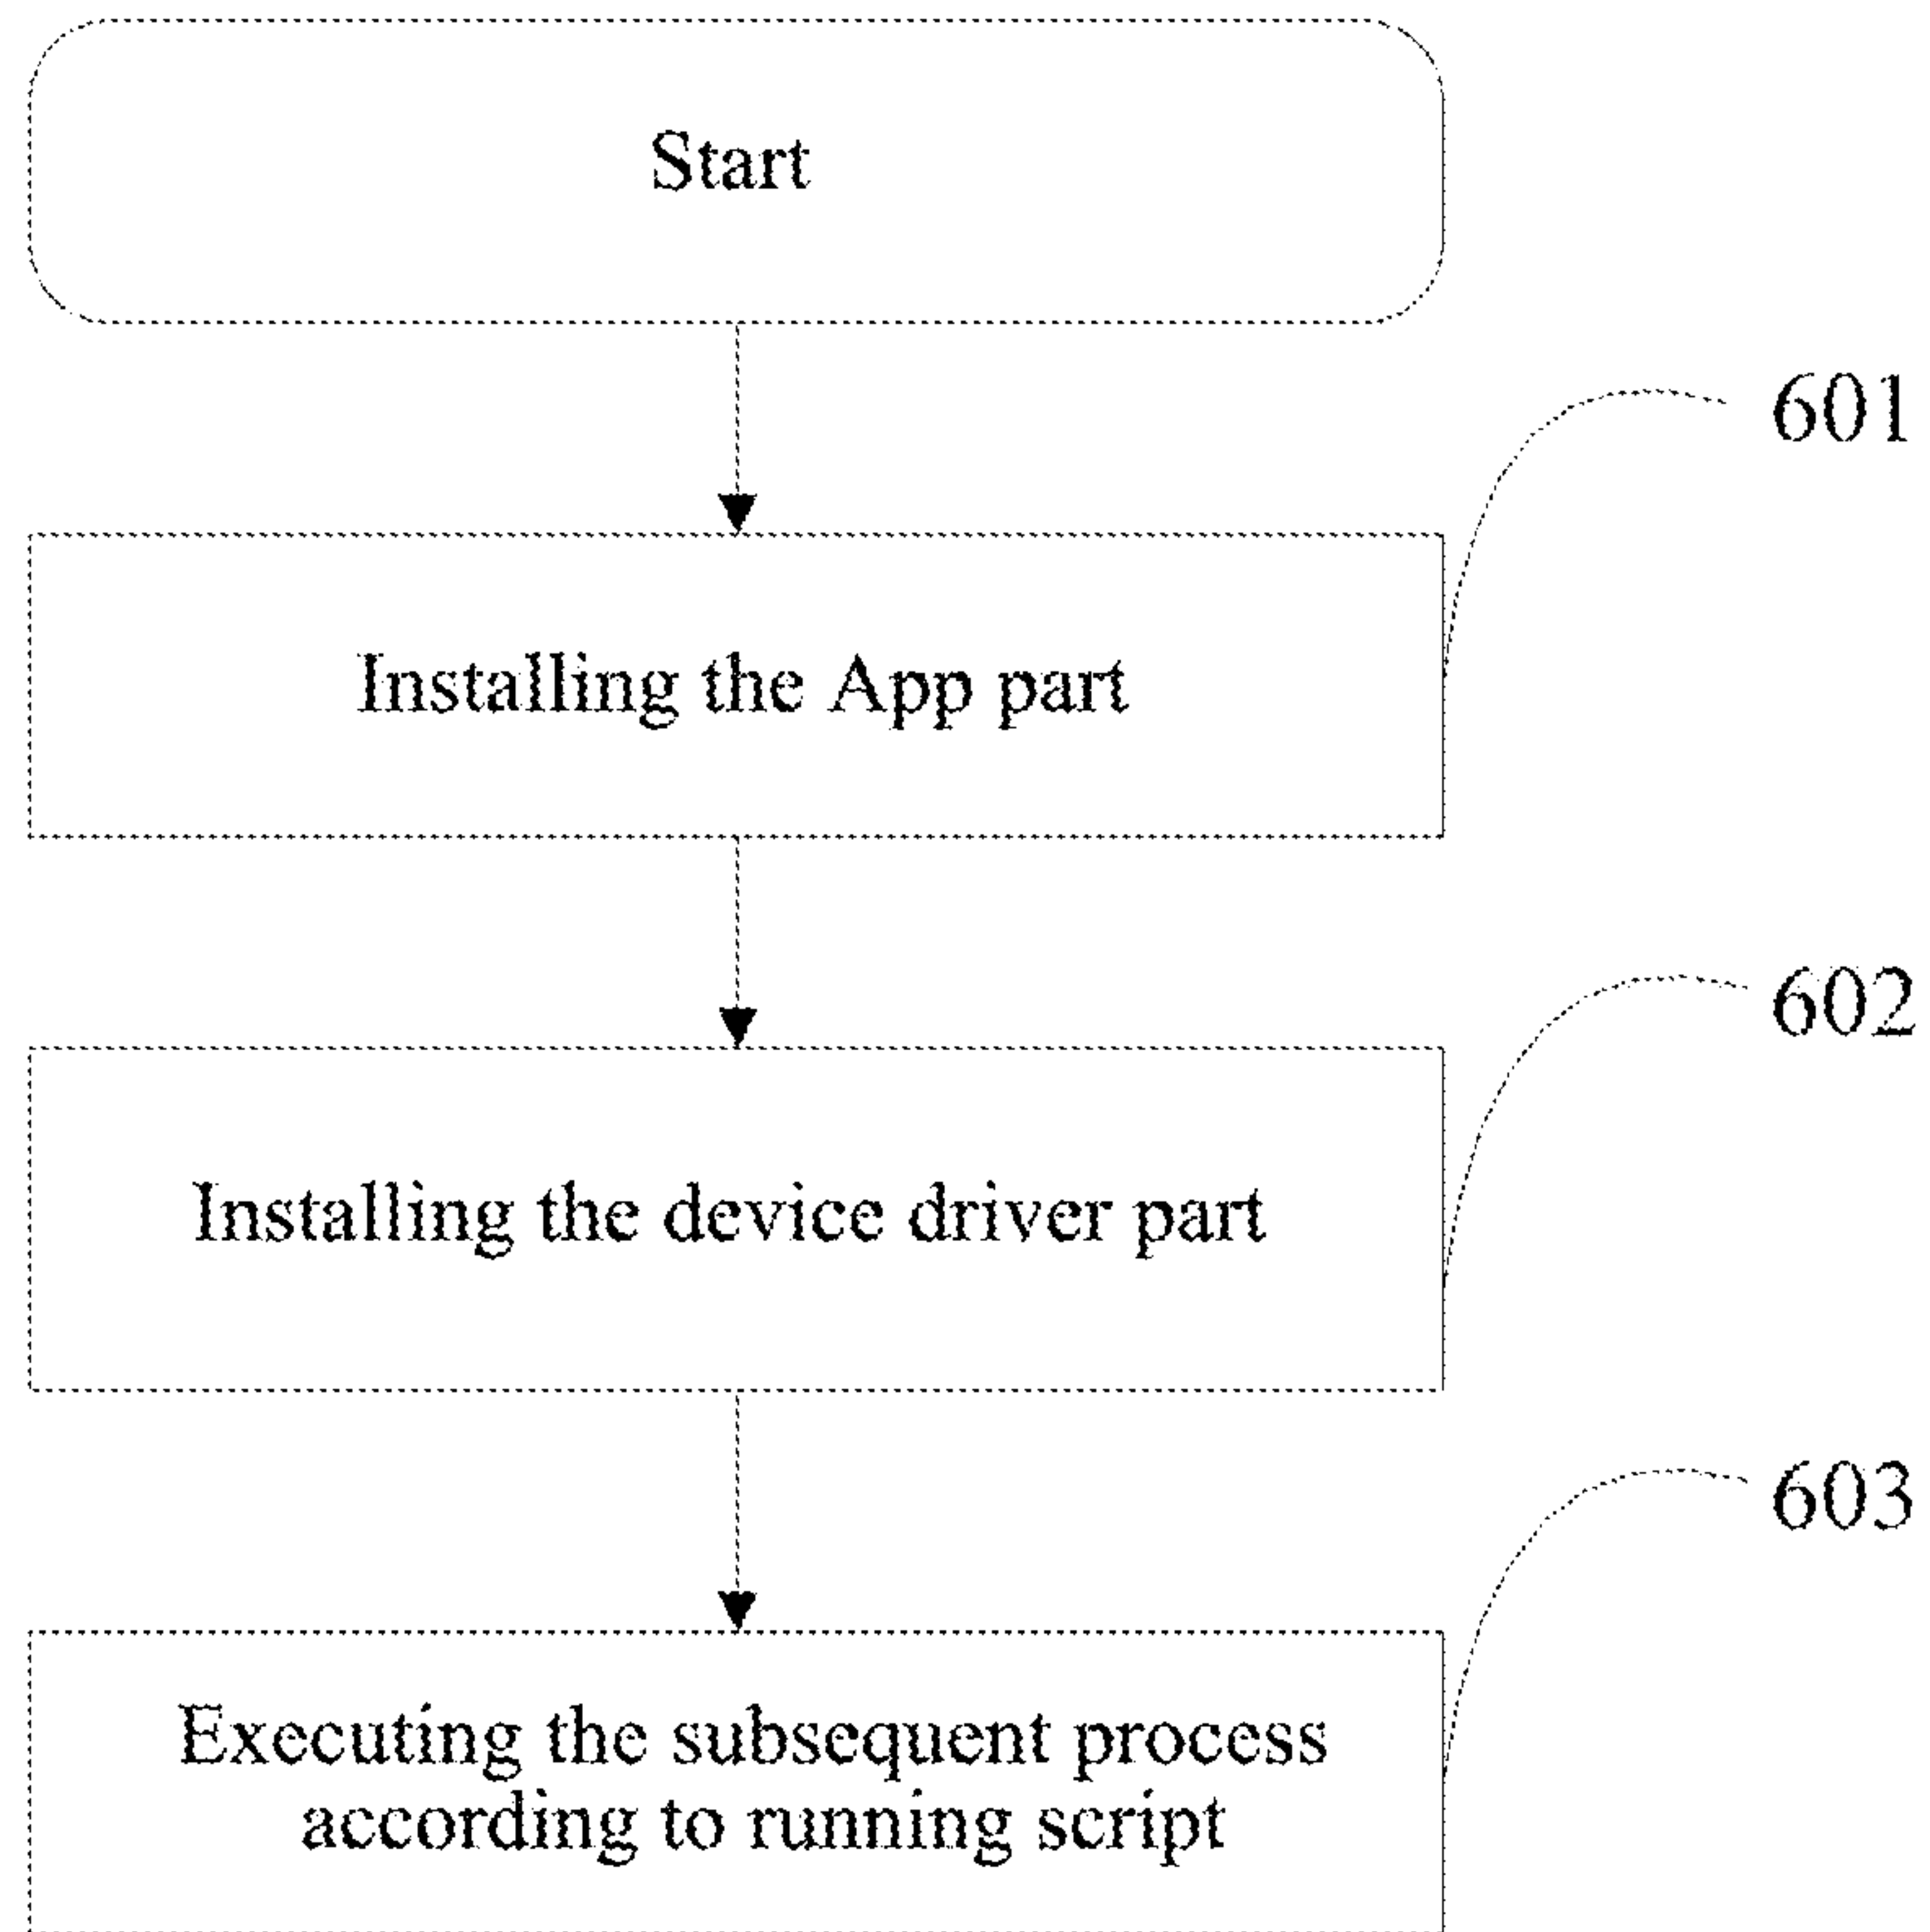 Start
601
Installing the App part
602
Installing the device driver part
603
Executing the subsequent process
according to running script